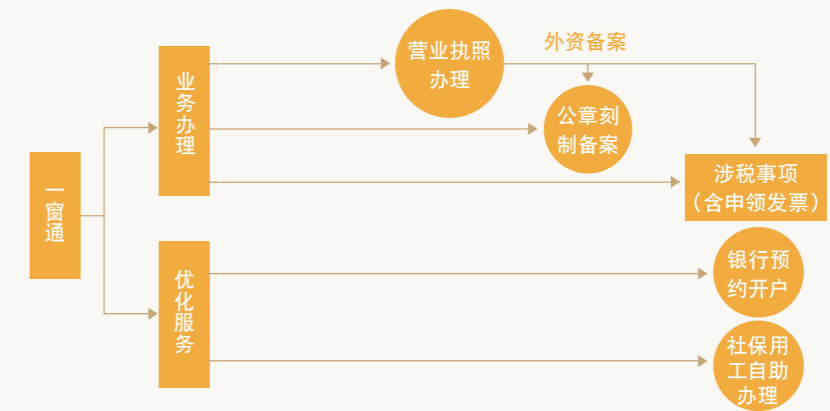 一窗通
业务办理
营业执照
办理
外资备案
公章刻
制备案
涉税事项
（含申领发票）
优化服务
银行预
约开户
社保用
工自助
办理